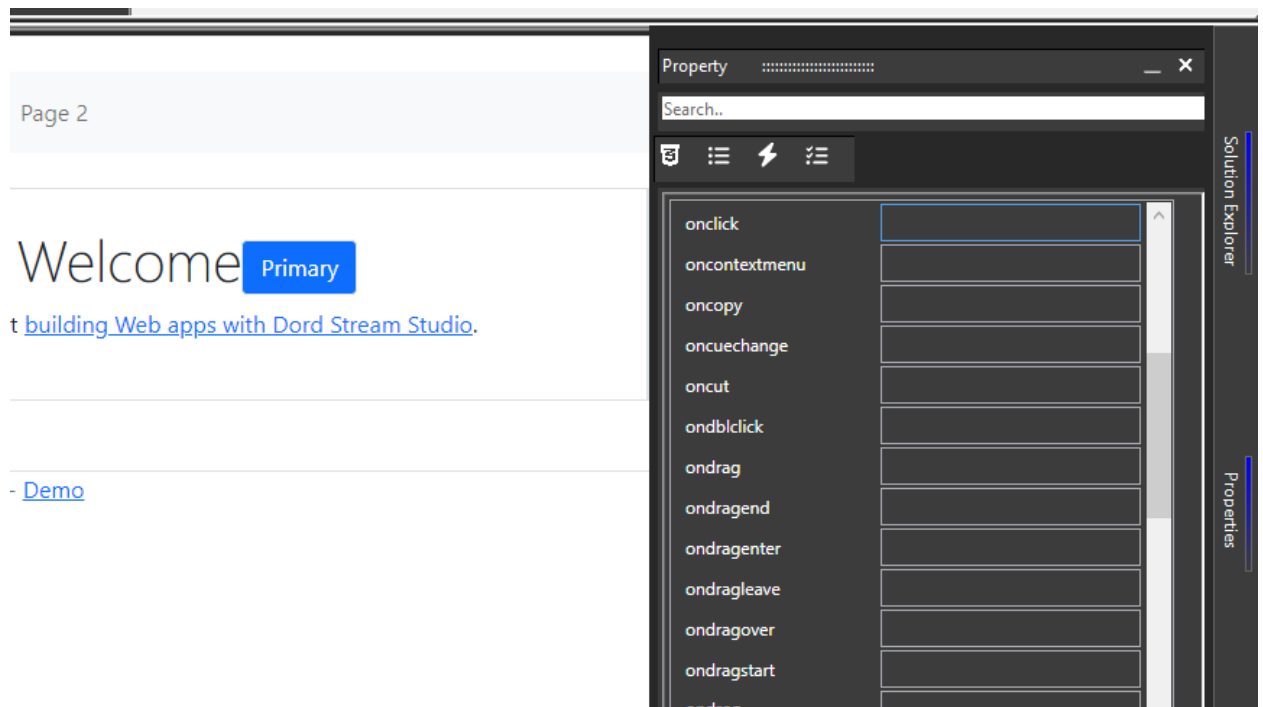 Page 2
Welcome
Primary
t building Web apps with Dord Stream Studio.
- Demo
Property
Search..
onclick
oncontextmenu
oncopy
oncuechange
oncut
ondblclick
ondrag
ondragend
ondragenter
ondragleave
ondragover
ondragstart
Solution Explorer
Properties